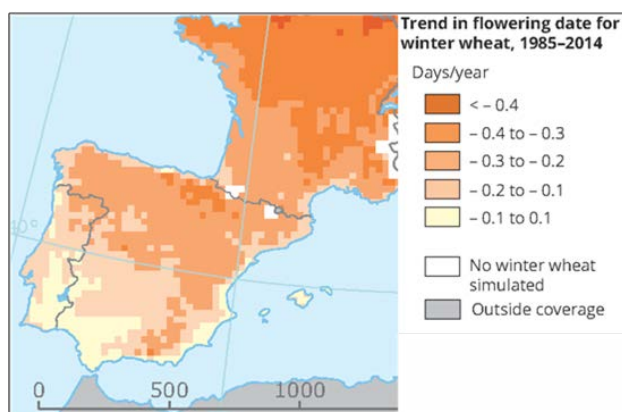 Trend in flowering date for
winter wheat, 1985–2014
Days/year
< – 0.4
– 0.4 to – 0.3
– 0.3 to – 0.2
– 0.2 to – 0.1
– 0.1 to 0.1
No winter wheat
simulated
Outside coverage
10°
0 500 1000